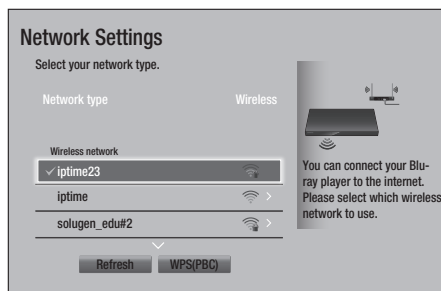 Network Settings
Select your network type.
Network type Wireless
Wireless network
iptime23
iptime
solugen_edu#2
Refresh WPS(PBC)
You can connect your Blu-
ray player to the internet.
Please select which wireless
network to use.